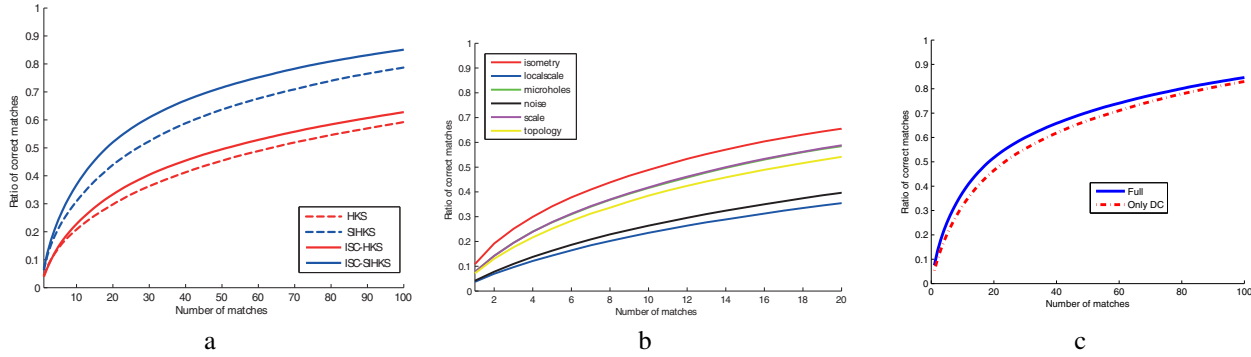 1
0.9
0.8
0.7
0.6
0.5
0.4
0.3
0.2
0.1
0
10 20 30 40 50 60 70 80 90 100
Ratio of correct matches
Number of matches
HKS
SIHKS
ISC-HKS
ISC-SIHKS
a
1
0.9
0.8
0.7
0.6
0.5
0.4
0.3
0.2
0.1
0
2 4 6 8 10 12 14 16 18 20
Ratio of correct matches
Number of matches
isometry
localscale
microholes
noise
scale
topology
b
1
0.9
0.8
0.7
0.6
0.5
0.4
0.3
0.2
0.1
0
0 20 40 60 80 100
Ratio of correct matches
Number of matches
Full
Only DC
c